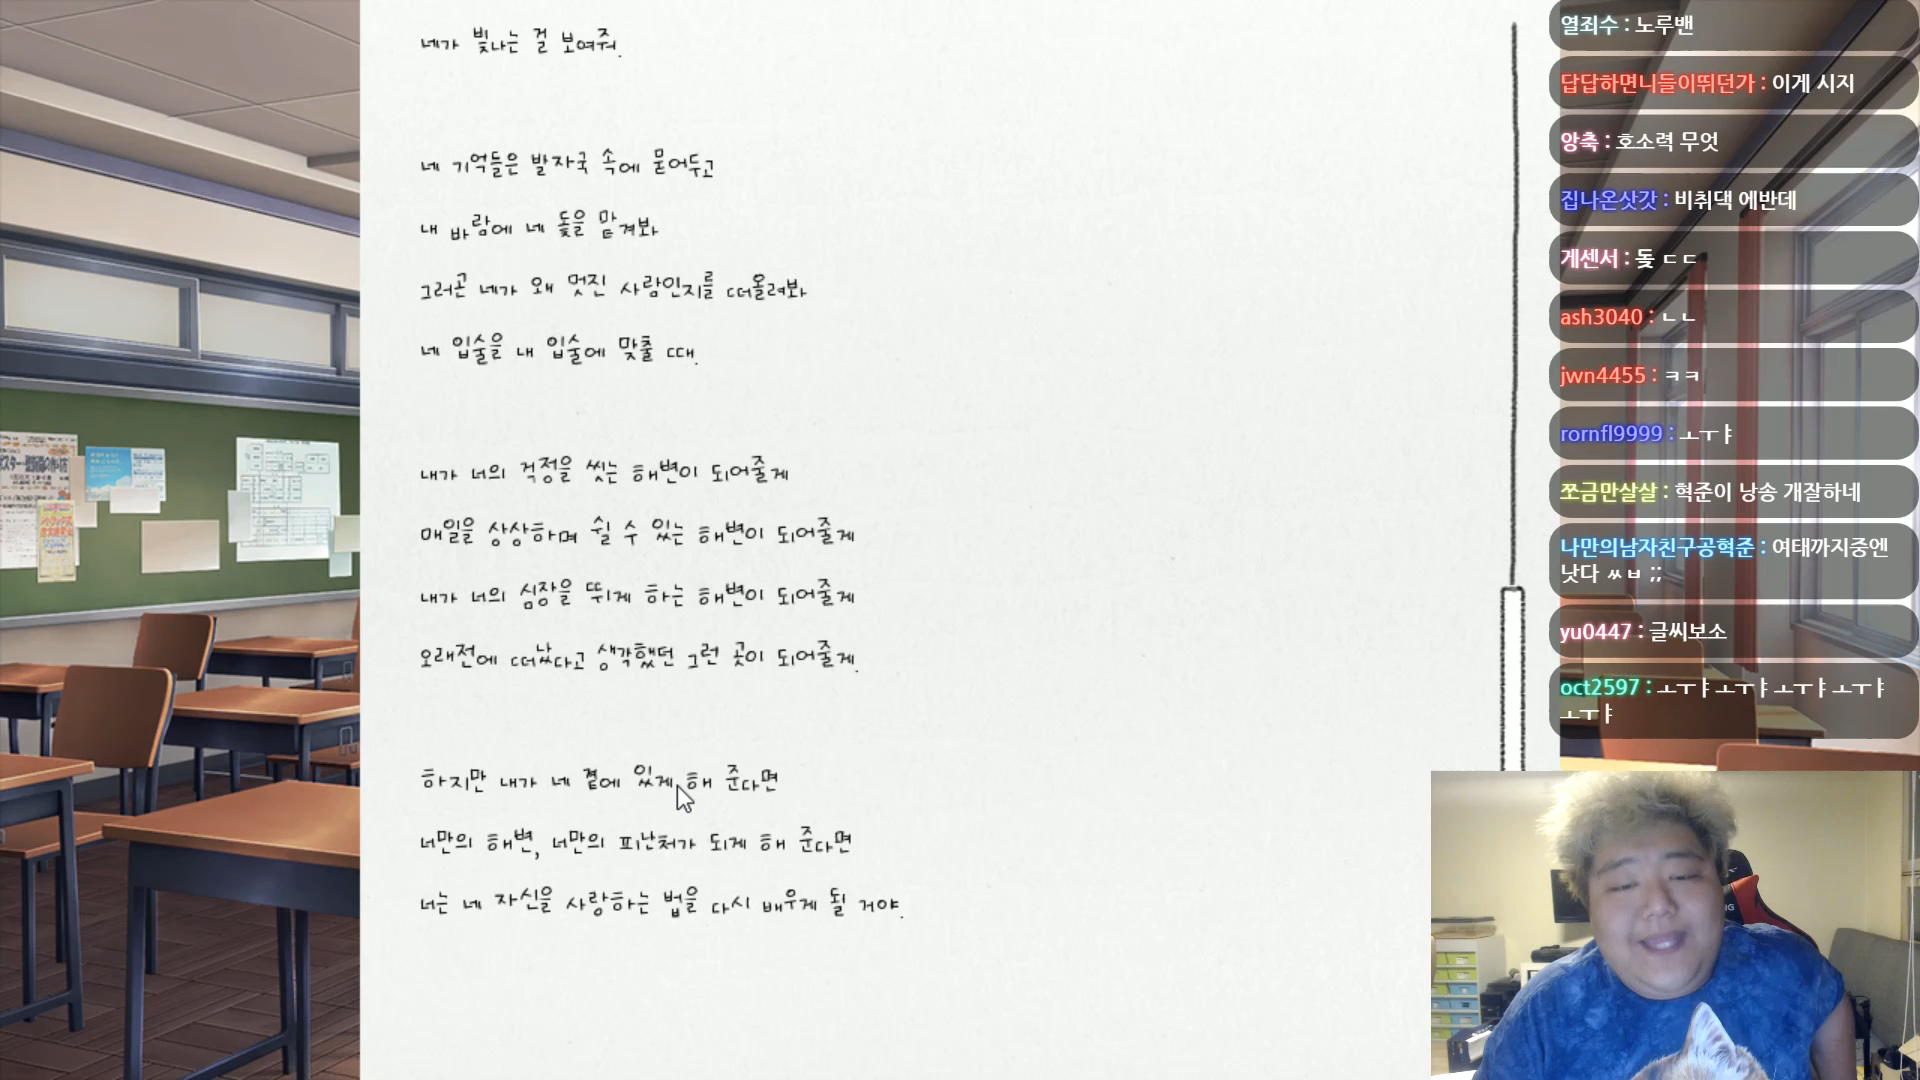 네가 빛나는 걸 보여줘.
네 기억들은 발자국 속에 묻어두고
내 바람에 네 돛을 맡겨봐
그러곤 네가 왜 멋진 사람인지를 떠올려봐
네 입술을 내 입술에 맞출 때.
내가 너의 걱정을 씻는 해변이 되어줄게
매일을 상상하며 쉴 수 있는 해변이 되어줄게
내가 너의 심장을 뛰게 하는 해변이 되어줄게
오래전에 떠났다고 생각했던 그런 곳이 되어줄게.
하지만 내가 네 곁에 있게 해 준다면
너만의 해변, 너만의 피난처가 되게 해 준다면
너는 네 자신을 사랑하는 법을 다시 배우게 될 거야.
열죄수 : 노루밴
답답하면니들이뛰던가 : 이게 시지
앙축 : 호소력 무엇
집나온삿갓 : 비취댁 에반데
게센서 : 돛 ㄷㄷ
ash3040 : ㄴㄴ
jwn4455 : ㅋㅋ
rornfl9999 : ㅗㅜㅑ
쪼금만살살 : 혁준이 낭송 개잘하네
나만의남자친구공혁준 : 여태까지중엔
낫다 ㅆㅂ ;;
yu0447 : 글씨보소
oct2597 : ㅗㅜㅑㅗㅜㅑㅗㅜㅑㅗㅜㅑ
ㅗㅜㅑ